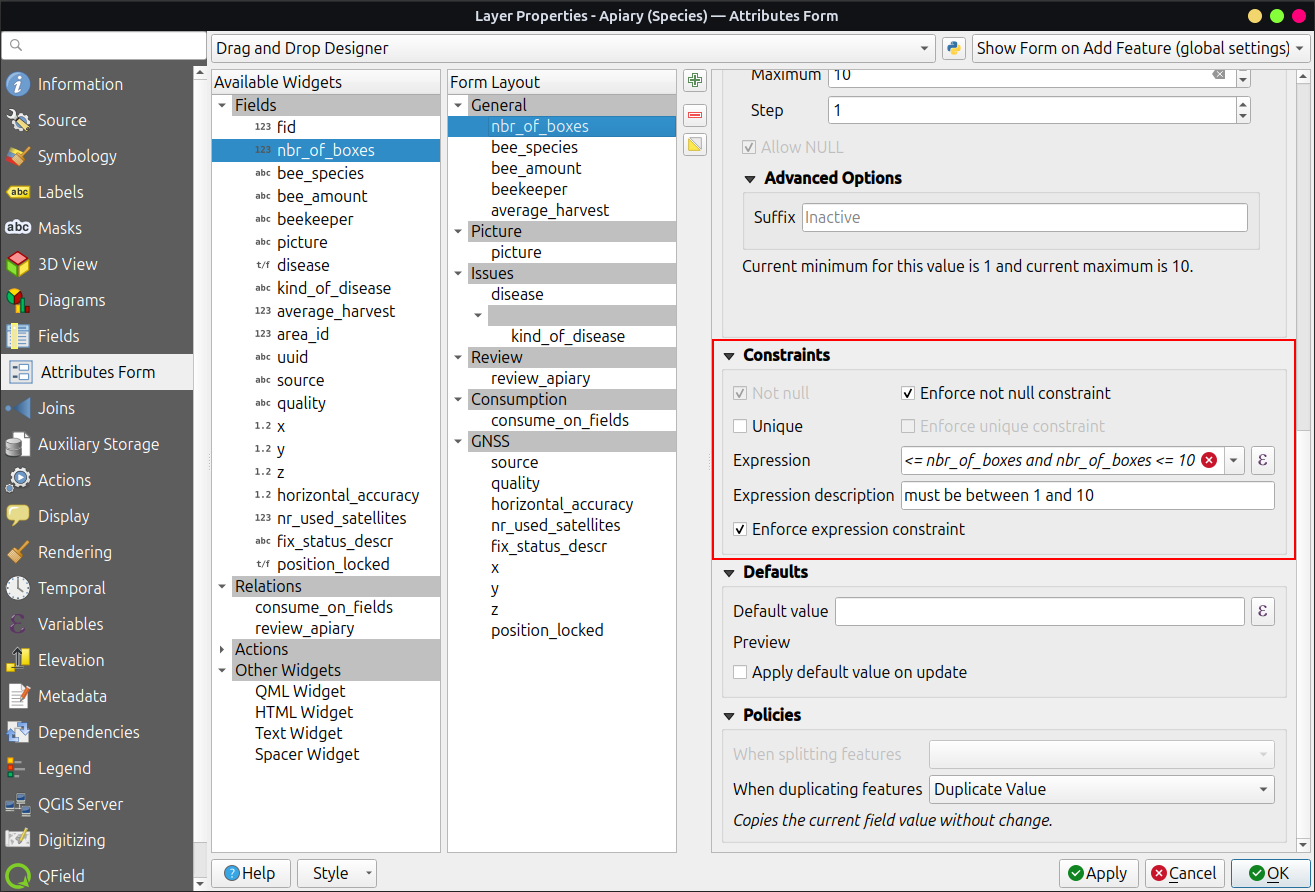 Layer Properties - Apiary (Species) — Attributes Form
Information
Source
Symbology
abc Labels
abc Masks
3D View
Diagrams
Fields
Attributes Form
Joins
Auxiliary Storage
Actions
Display
Rendering
Temporal
ε Variables
Elevation
Metadata
Dependencies
Legend
QGIS Server
Digitizing
QField
Drag and Drop Designer
Show Form on Add Feature (global settings)
Available Widgets
Fields
123 fid
123 nbr_of_boxes
abc bee_species
abc bee_amount
abc beekeeper
abc picture
t/f disease
abc kind_of_disease
123 average_harvest
123 area_id
abc uuid
abc source
abc quality
1.2 x
1.2 y
1.2 z
1.2 horizontal_accuracy
123 nr_used_satellites
abc fix_status_descr
t/f position_locked
Relations
consume_on_fields
review_apiary
Actions
Other Widgets
QML Widget
HTML Widget
Text Widget
Spacer Widget
Form Layout
General
nbr_of_boxes
bee_species
bee_amount
beekeeper
average_harvest
Picture
picture
Issues
disease
kind_of_disease
Review
review_apiary
Consumption
consume_on_fields
GNSS
source
quality
horizontal_accuracy
nr_used_satellites
fix_status_descr
x
y
z
position_locked
Maximum 10
Step 1
Allow NULL
Advanced Options
Suffix Inactive
Current minimum for this value is 1 and current maximum is 10.
Constraints
Not null Enforce not null constraint
Unique Enforce unique constraint
Expression <= nbr_of_boxes and nbr_of_boxes <= 10 ε
Expression description must be between 1 and 10
Enforce expression constraint
Defaults
Default value ε
Preview
Apply default value on update
Policies
When splitting features
When duplicating features Duplicate Value
Copies the current field value without change.
Help Style Apply Cancel OK